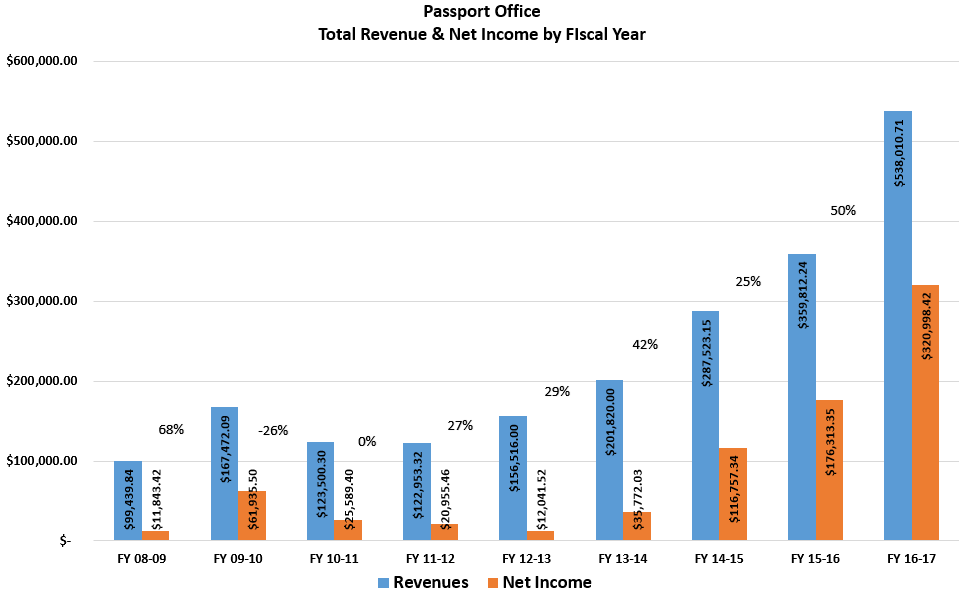 Passport Office
Total Revenue & Net Income by FIscal Year
$600,000.00
$500,000.00
$400,000.00
$300,000.00
$200,000.00
$100,000.00
$-
$99,439.84
$11,843.42
68%
$167,472.09
$61,935.50
-26%
$123,500.30
$25,589.40
0%
$122,953.32
$20,955.46
27%
$156,516.00
$12,041.52
29%
$201,820.00
$35,772.03
42%
$287,523.15
$116,757.34
25%
$359,812.24
$176,313.35
50%
$538,010.71
$320,998.42
FY 08-09
FY 09-10
FY 10-11
FY 11-12
FY 12-13
FY 13-14
FY 14-15
FY 15-16
FY 16-17
Revenues
Net Income